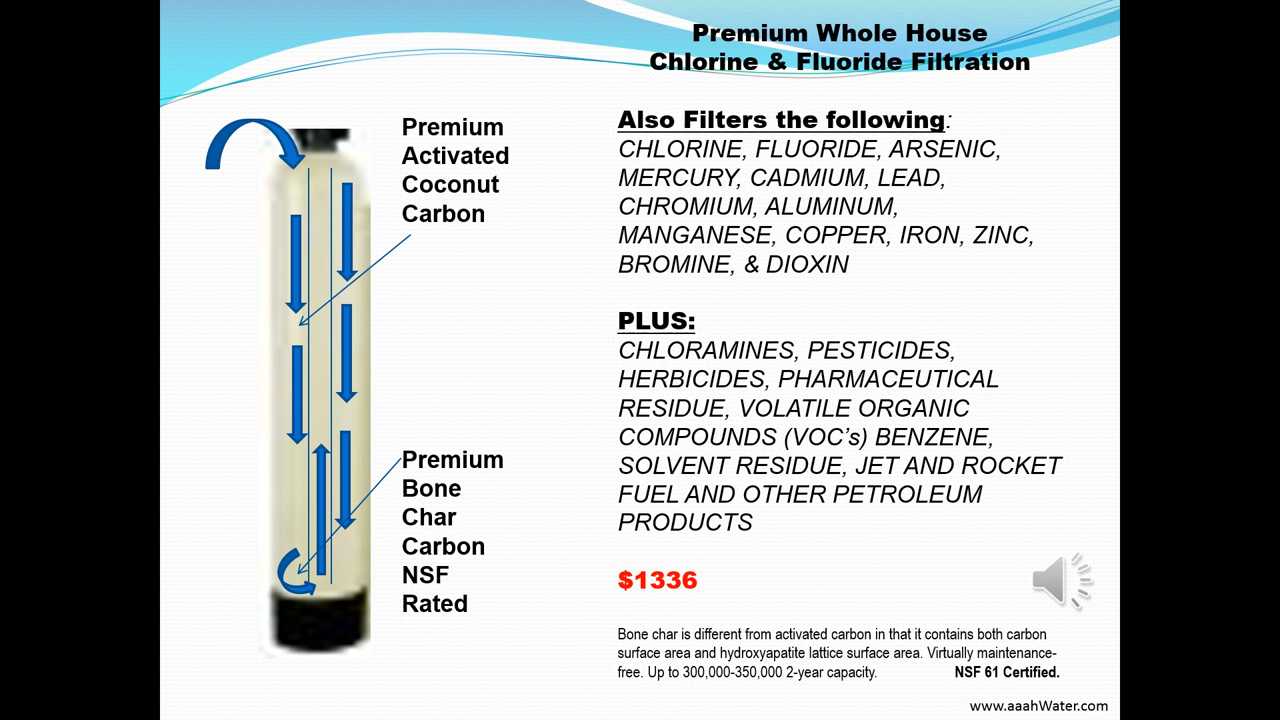 Premium Whole House
Chlorine & Fluoride Filtration
Premium
Activated
Coconut
Carbon
Premium
Bone
Char
Carbon
NSF
Rated
Also Filters the following:
CHLORINE, FLUORIDE, ARSENIC,
MERCURY, CADMIUM, LEAD,
CHROMIUM, ALUMINUM,
MANGANESE, COPPER, IRON, ZINC,
BROMINE, & DIOXIN
PLUS:
CHLORAMINES, PESTICIDES,
HERBICIDES, PHARMACEUTICAL
RESIDUE, VOLATILE ORGANIC
COMPOUNDS (VOC’s) BENZENE,
SOLVENT RESIDUE, JET AND ROCKET
FUEL AND OTHER PETROLEUM
PRODUCTS
$1336
Bone char is different from activated carbon in that it contains both carbon
surface area and hydroxyapatite lattice surface area. Virtually maintenance-
free. Up to 300,000-350,000 2-year capacity. NSF 61 Certified.
www.aaahWater.com